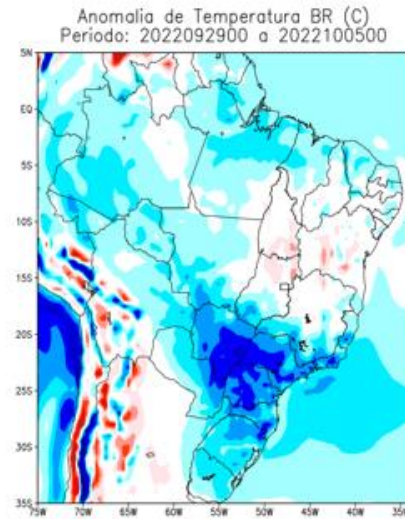 Anomalia de Temperatura BR (C)
Periodo: 2022092900 a 2022100500
5N
EQ
5S
10S
15S
20S
25S
30S
35S
75W 70W 65W 60W 55W 50W 45W 40W 35W